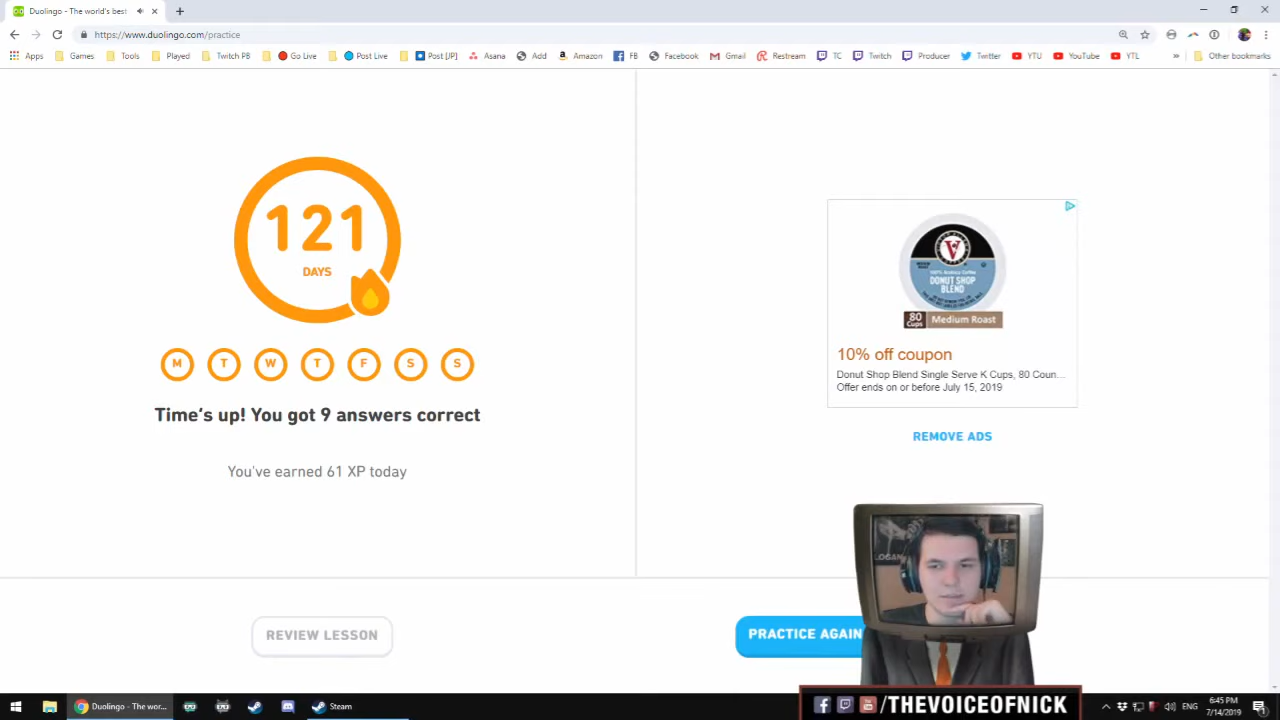 Duolingo - The world's best
https://www.duolingo.com/practice
Apps
Games
Tools
Played
Twitch PB
Go Live
Post Live
Post [JP]
Asana
Add
Amazon
FB
Facebook
Gmail
Restream
TC
Twitch
Producer
Twitter
YTU
YouTube
YTL
»
Other bookmarks
121
DAYS
M T W T F S S
Time's up! You got 9 answers correct
You've earned 61 XP today
REVIEW LESSON
V
100% Arabica Coffee
DONUT SHOP
BLEND
80
Cups
Medium Roast
10% off coupon
Donut Shop Blend Single Serve K Cups, 80 Coun...
Offer ends on or before July 15, 2019
REMOVE ADS
LOGAN
PRACTICE AGAIN
/THEVOICEOFNICK
Duolingo - The wor...
Steam
ENG
6:45 PM
7/14/2019